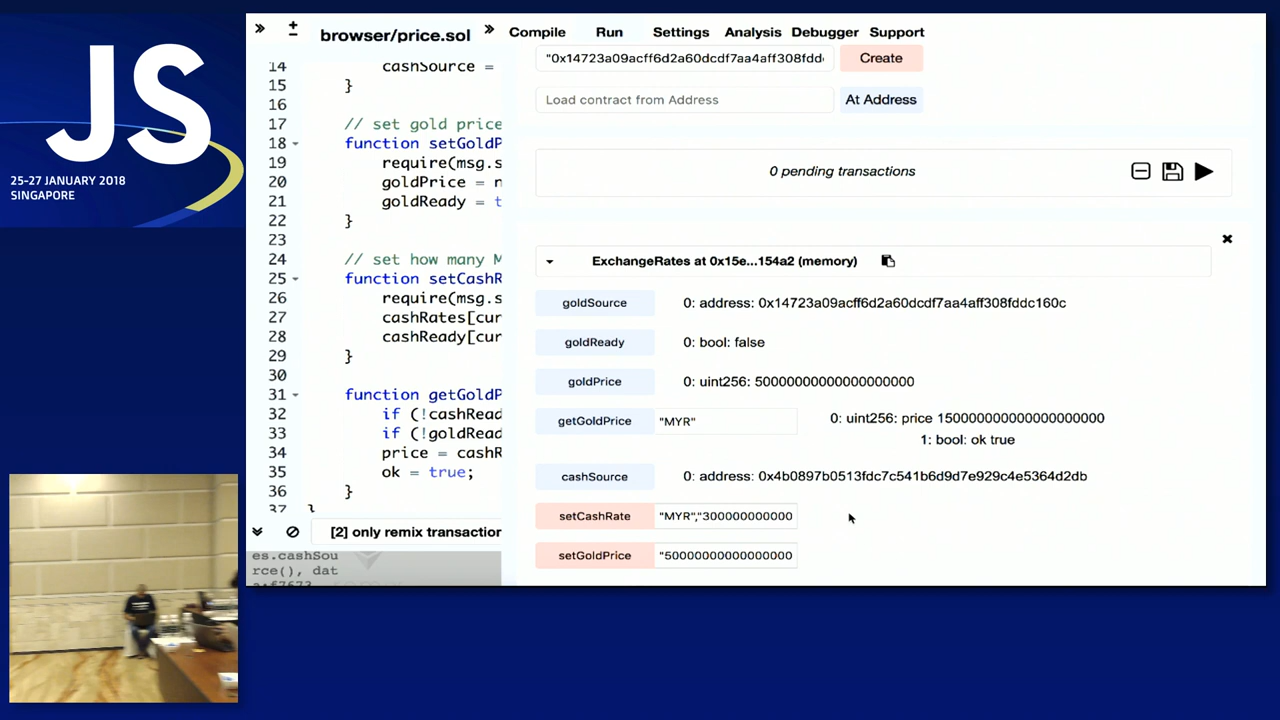 JS
25-27 JANUARY 2018
SINGAPORE
browser/price.sol
Compile Run Settings Analysis Debugger Support
14 cashSource =
15 }
16
17 // set gold price
18 function setGoldP
19 require(msg.s
20 goldPrice = n
21 goldReady = t
22 }
23
24 // set how many M
25 function setCashR
26 require(msg.s
27 cashRates[cur
28 cashReady[cur
29 }
30
31 function getGoldP
32 if (!cashRead
33 if (!goldRead
34 price = cashR
35 ok = true;
36 }
37 }
[2] only remix transaction
es.cashSou
rce(), dat
"0x14723a09acff6d2a60dcdf7aa4aff308fdd Create
Load contract from Address At Address
0 pending transactions
ExchangeRates at 0x15e...154a2 (memory)
goldSource 0: address: 0x14723a09acff6d2a60dcdf7aa4aff308fddc160c
goldReady 0: bool: false
goldPrice 0: uint256: 50000000000000000000
getGoldPrice "MYR" 0: uint256: price 150000000000000000000
1: bool: ok true
cashSource 0: address: 0x4b0897b0513fdc7c541b6d9d7e929c4e5364d2db
setCashRate "MYR","300000000000
setGoldPrice "50000000000000000